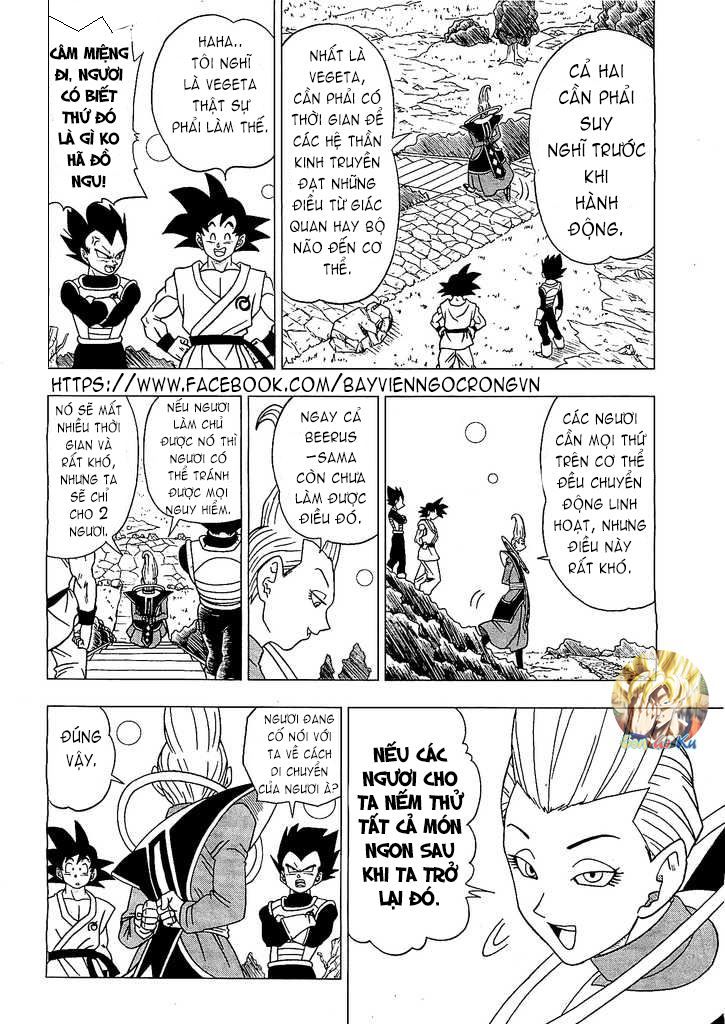 CẢ HAI
CẦN PHẢI
SUY
NGHĨ TRƯỚC
KHI
HÀNH
ĐỘNG.
NHẤT LÀ
VEGETA,
CẦN PHẢI CÓ
THỜI GIAN ĐỂ
CÁC HỆ THẦN
KINH TRUYỀN
ĐẠT NHỮNG
ĐIỀU TỪ GIÁC
QUAN HAY BỘ
NÃO ĐẾN CƠ
THỂ.
HAHA..
TÔI NGHĨ
LÀ VEGETA
THẬT SỰ
PHẢI LÀM THẾ.
CÂM MIỆNG
ĐI, NGƯƠI
CÓ BIẾT
THỨ ĐÓ
LÀ GÌ KO
HÃ ĐỒ
NGU!
HTTPS://WWW.FACEBOOK.COM/BAYVIENNGOCRONGVN
CÁC NGƯƠI
CẦN MỌI THỨ
TRÊN CƠ THỂ
ĐỀU CHUYỂN
ĐỘNG LINH
HOẠT, NHƯNG
ĐIỀU NÀY
RẤT KHÓ.
NGAY CẢ
BEERUS
-SAMA
CÒN CHƯA
LÀM ĐƯỢC
ĐIỀU ĐÓ.
NẾU NGƯƠI
LÀM CHỦ
ĐƯỢC NÓ THÌ
NGƯƠI CÓ
THỂ TRÁNH
ĐƯỢC MỌI
NGUY HIỂM.
NÓ SẼ MẤT
NHIỀU THỜI
GIAN VÀ
RẤT KHÓ,
NHƯNG TA
SẼ CHỈ
CHO 2
NGƯƠI.
NẾU CÁC
NGƯƠI CHO
TA NẾM THỬ
TẤT CẢ MÓN
NGON SAU
KHI TA TRỞ
LẠI ĐÓ.
NGƯƠI ĐANG
CỐ NÓI VỚI
TA VỀ CÁCH
DI CHUYỂN
CỦA NGƯƠI À?
ĐÚNG
VẬY.